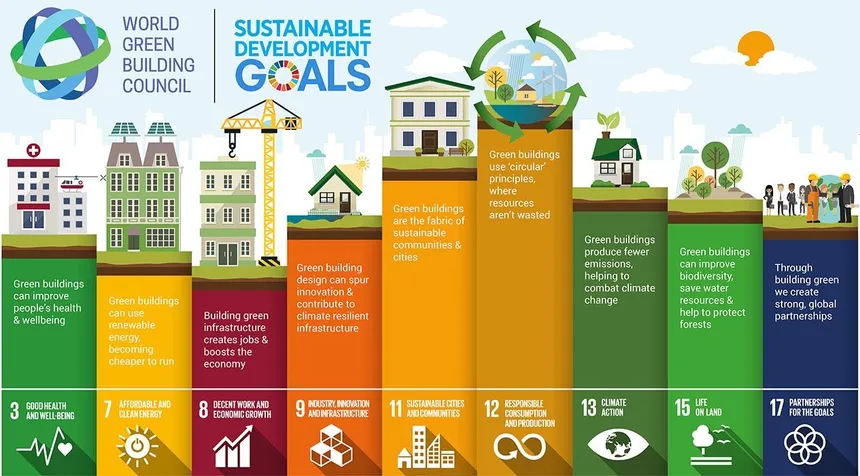 WORLD
GREEN
BUILDING
COUNCIL
SUSTAINABLE
DEVELOPMENT
GOALS
Green buildings
can improve
people's health
& wellbeing
Green buildings
can use
renewable
energy,
becoming
cheaper to run
Building green
infrastructure
creates jobs &
boosts the
economy
Green building
design can spur
innovation &
contribute to
climate resilient
infrastructure
Green buildings
are the fabric of
sustainable
communities &
cities
Green buildings
use 'circular'
principles,
where
resources
aren't wasted
Green buildings
produce fewer
emissions,
helping to
combat climate
change
Green buildings
can improve
biodiversity,
save water
resources &
help to protect
forests
Through
building green
we create
strong, global
partnerships
3 GOOD HEALTH
AND WELL-BEING
7 AFFORDABLE AND
CLEAN ENERGY
8 DECENT WORK AND
ECONOMIC GROWTH
9 INDUSTRY, INNOVATION
AND INFRASTRUCTURE
11 SUSTAINABLE CITIES
AND COMMUNITIES
12 RESPONSIBLE
CONSUMPTION
AND PRODUCTION
13 CLIMATE
ACTION
15 LIFE
ON LAND
17 PARTNERSHIPS
FOR THE GOALS